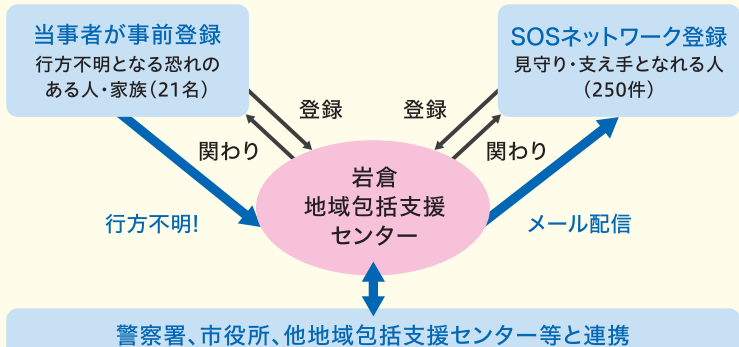 当事者が事前登録
行方不明となる恐れの
ある人・家族（21名）
SOSネットワーク登録
見守り・支え手となれる人
（250件）
登録
登録
関わり
関わり
岩倉
地域包括支援
センター
行方不明!
メール配信
警察署、市役所、他地域包括支援センター等と連携